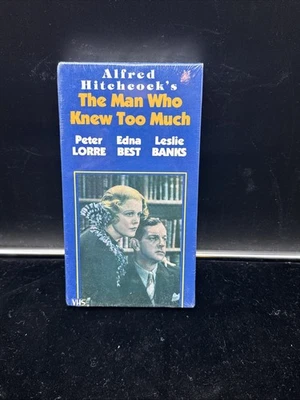 Alfred
Hitchcock's
The Man Who
Knew Too Much
Peter Edna Leslie
LORRE BEST BANKS
VHS